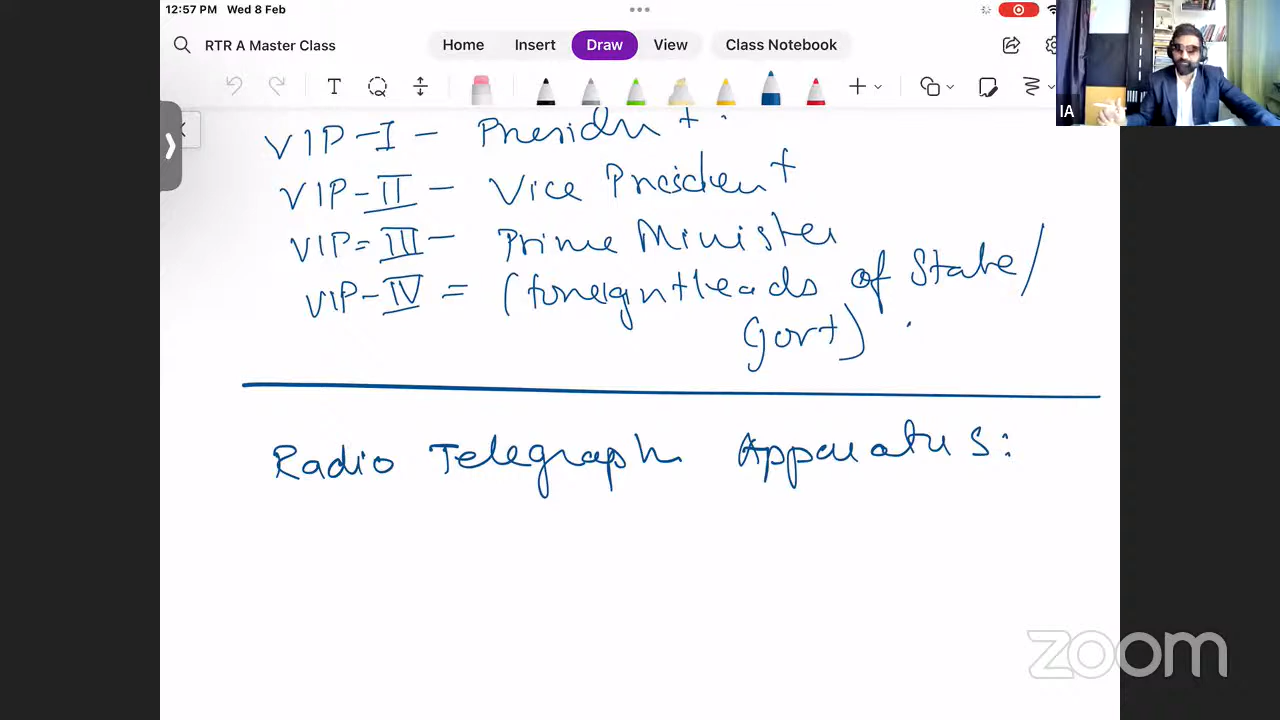 12:57 PM Wed 8 Feb
RTR A Master Class
Home Insert Draw View Class Notebook
IA
VIP-I - President
VIP-II - Vice President
VIP=III- Prime Minister
VIP-IV = (foreign Heads of State/
Govt)
Radio Telegraph Apparatus:
zoom